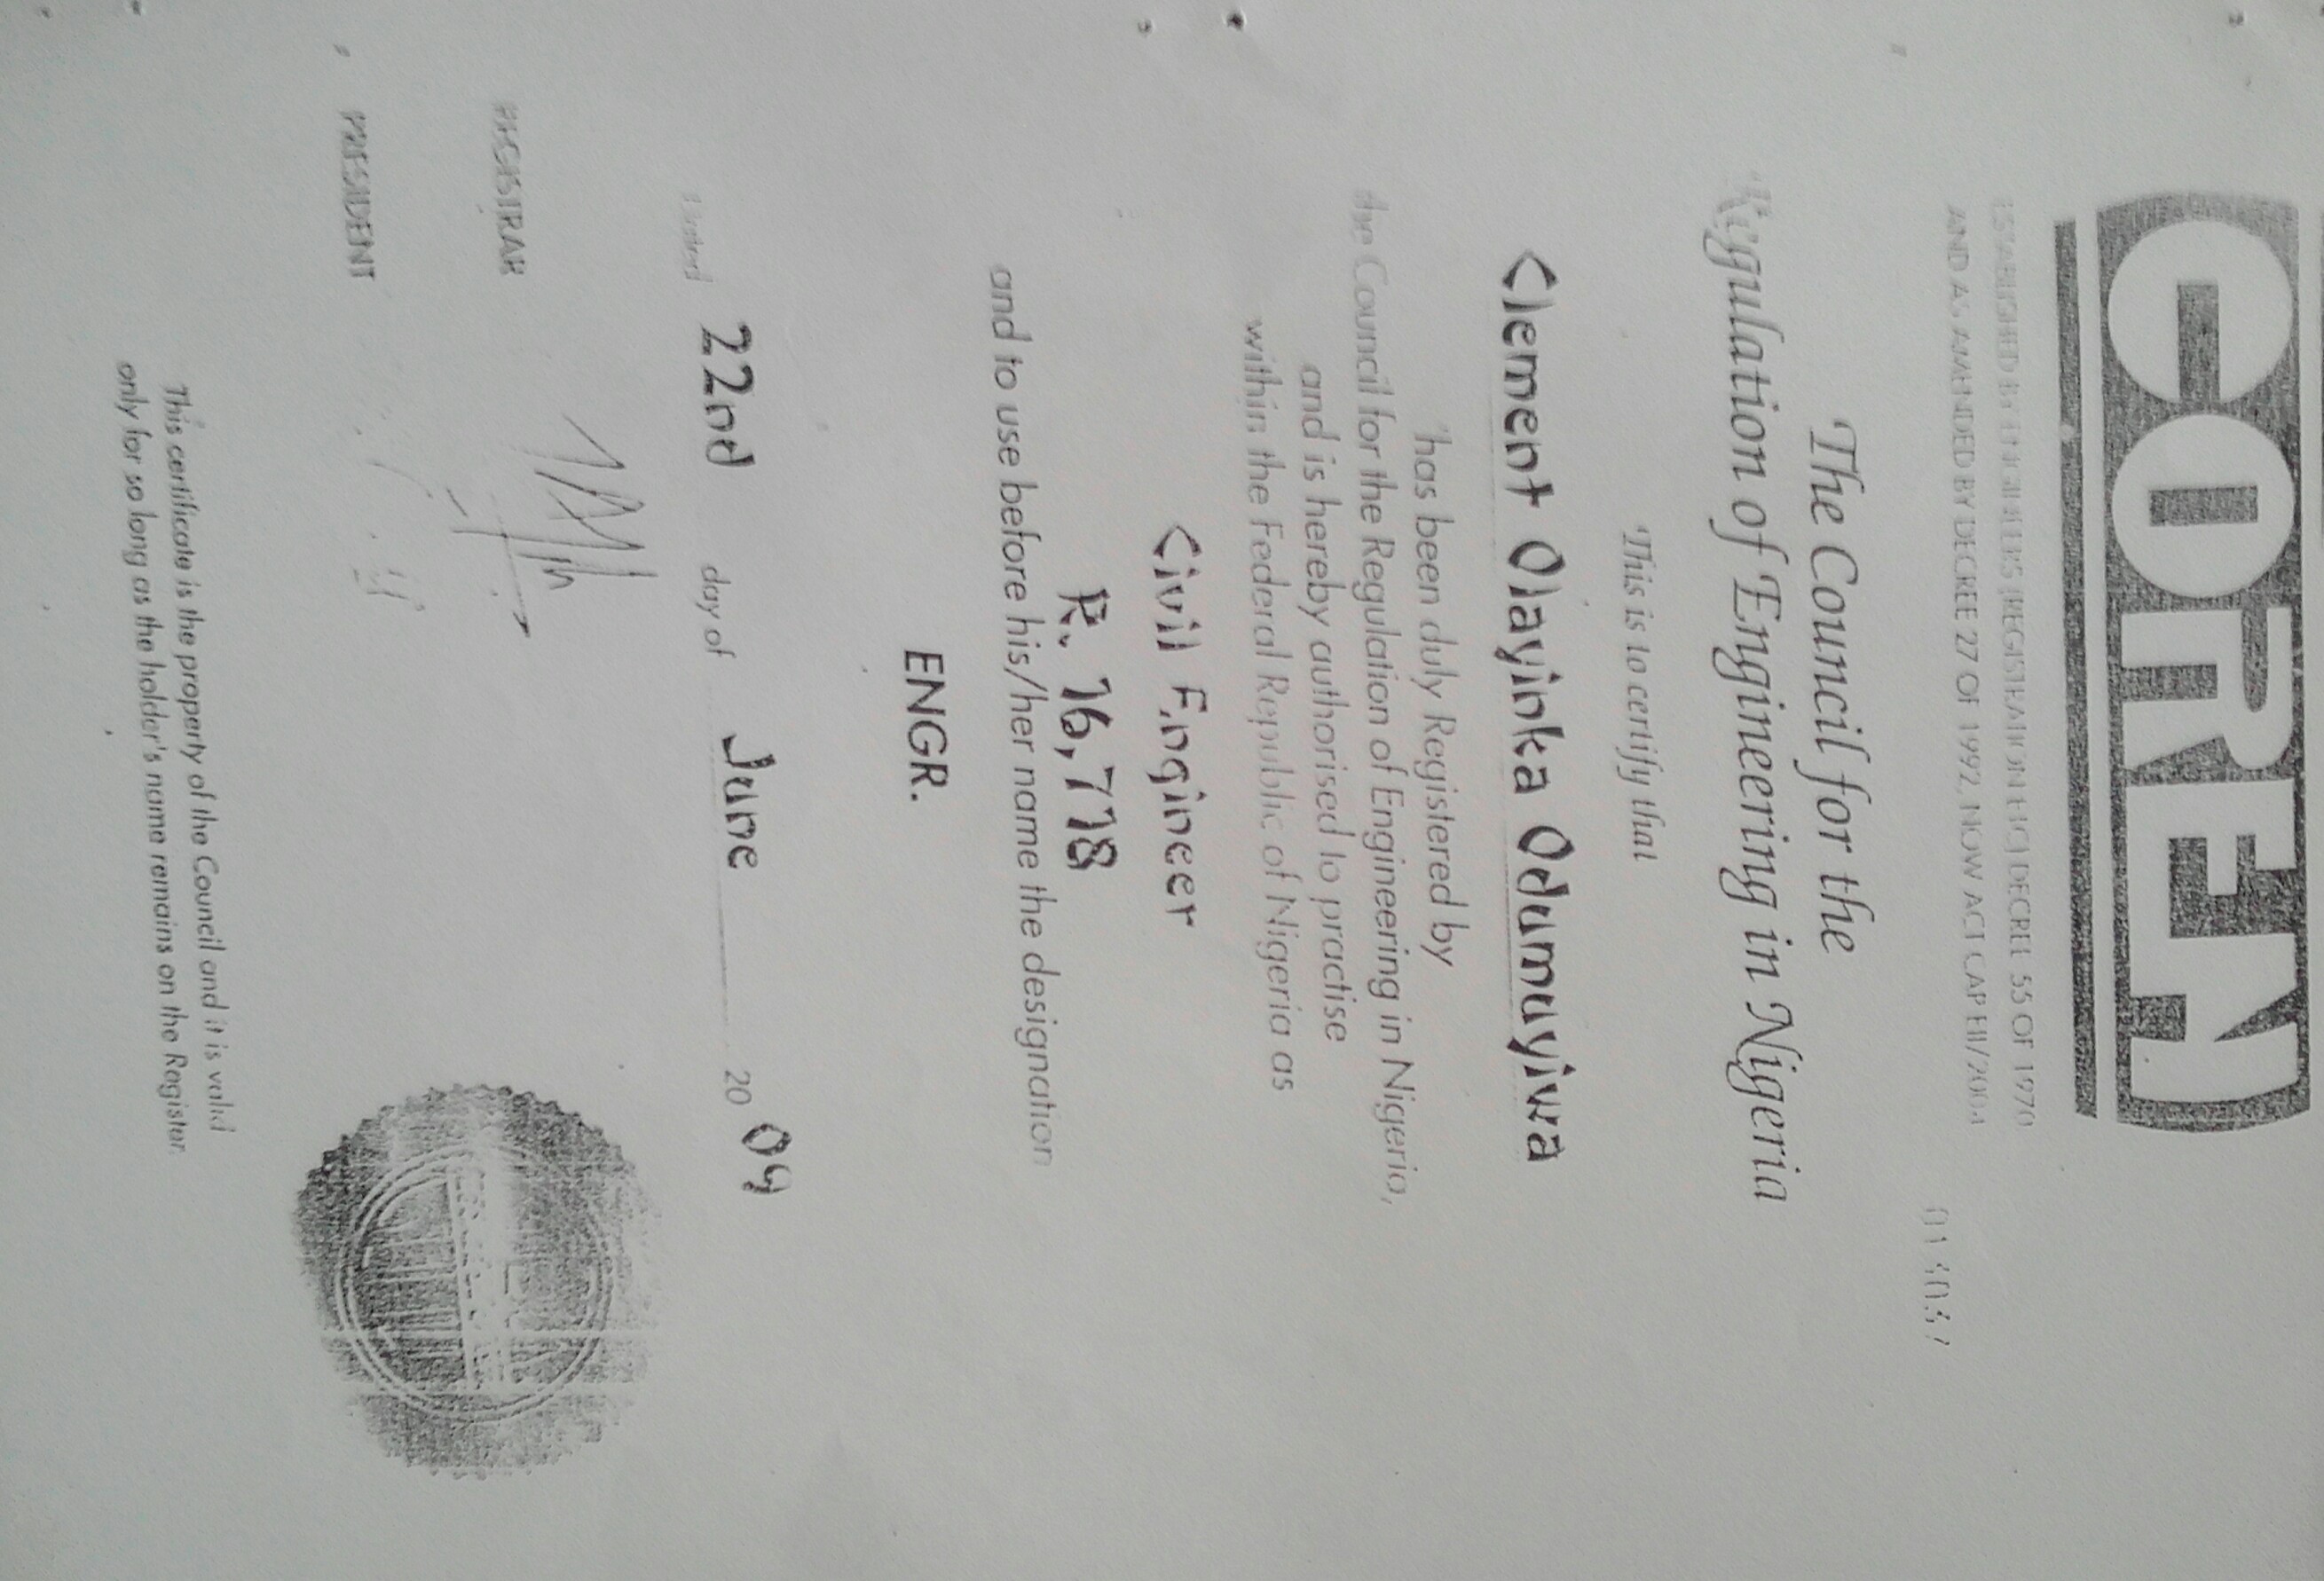 COREN
ESTABLISHED BY ENGINEERS REGISTRATION ETC) DECREE 55 OF 1970
AND AS AMENDED BY DECREE 27 OF 1992, NOW ACT CAP E11/2004
The Council for the
Regulation of Engineering in Nigeria
This is to certify that
Clement Olayinka Odumuyiwa
has been duly Registered by
the Council for the Regulation of Engineering in Nigeria,
and is hereby authorised to practise
within the Federal Republic of Nigeria as
Civil Engineer
R. 16,778
and to use before his/her name the designation
ENGR.
Dated 22nd day of June 2009
REGISTRAR
PRESIDENT
This certificate is the property of the Council and it is valid
only for so long as the holder's name remains on the Register